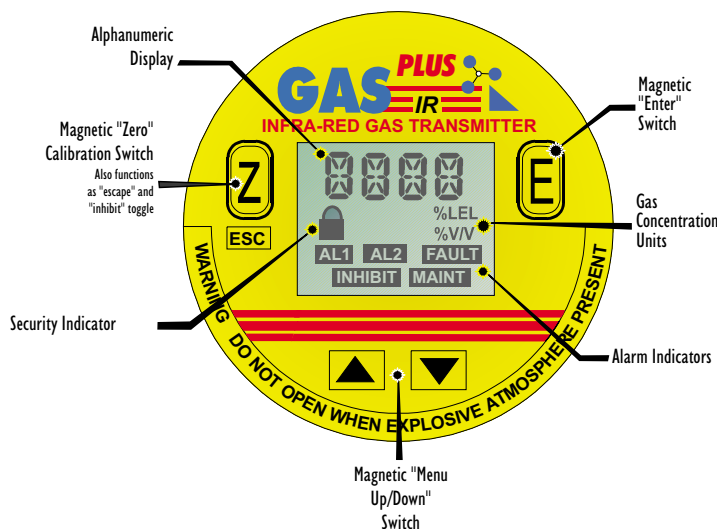 Alphanumeric
Display
GAS PLUS
IR
INFRA-RED GAS TRANSMITTER
Magnetic
"Enter"
Switch
Magnetic "Zero"
Calibration Switch
Also functions
as "escape" and
"inhibit" toggle
Z
E
8888
%LEL
%V/V
Gas
Concentration
Units
ESC
AL1 AL2 FAULT
INHIBIT MAINT
Security Indicator
Alarm Indicators
WARNING DO NOT OPEN WHEN EXPLOSIVE ATMOSPHERE PRESENT
Magnetic "Menu
Up/Down"
Switch